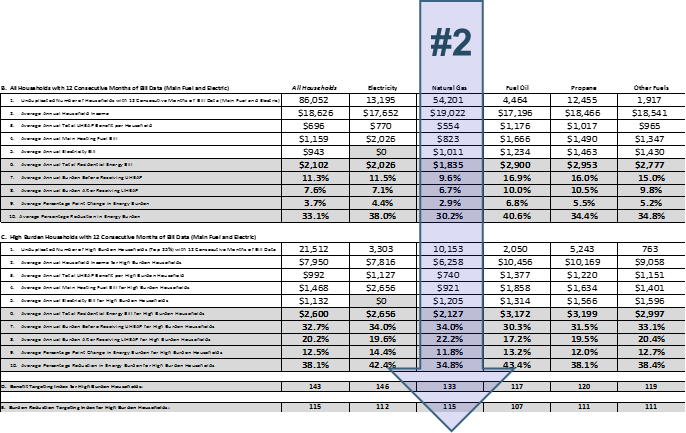 #2
B. All Households with 12 Consecutive Months of Bill Data (Main Fuel and Electric) All Households Electricity Natural Gas Fuel Oil Propane Other Fuels
1. Unduplicated Number of Households with 12 Consecutive Months of Bill Data (Main Fuel and Electric) 86,052 13,195 54,201 4,464 12,455 1,917
2. Average Annual Household Income $18,626 $17,652 $19,022 $17,196 $18,466 $18,541
3. Average Annual Total LIHEAP Benefit per Household $696 $770 $554 $1,176 $1,017 $965
4. Average Annual Main Heating Fuel Bill $1,159 $2,026 $823 $1,666 $1,490 $1,347
5. Average Annual Electricity Bill $943 $0 $1,011 $1,234 $1,463 $1,430
6. Average Annual Total Residential Energy Bill $2,102 $2,026 $1,835 $2,900 $2,953 $2,777
7. Average Annual Burden Before Receiving LIHEAP 11.3% 11.5% 9.6% 16.9% 16.0% 15.0%
8. Average Annual Burden After Receiving LIHEAP 7.6% 7.1% 6.7% 10.0% 10.5% 9.8%
9. Average Percentage Point Change in Energy Burden 3.7% 4.4% 2.9% 6.8% 5.5% 5.2%
10. Average Percentage Reduction in Energy Burden 33.1% 38.0% 30.2% 40.6% 34.4% 34.8%
C. High Burden Households with 12 Consecutive Months of Bill Data (Main Fuel and Electric)
1. Unduplicated Number of High Burden Households (Top 25%) with 12 Consecutive Months of Bill Data 21,512 3,303 10,153 2,050 5,243 763
2. Average Annual Household Income for High Burden Households $7,950 $7,816 $6,258 $10,456 $10,169 $9,058
3. Average Annual Total LIHEAP Benefit per High Burden Household $992 $1,127 $740 $1,377 $1,220 $1,151
4. Average Annual Main Heating Fuel Bill for High Burden Households $1,468 $2,656 $921 $1,858 $1,634 $1,401
5. Average Annual Electricity Bill for High Burden Households $1,132 $0 $1,205 $1,314 $1,566 $1,596
6. Average Annual Total Residential Energy Bill for High Burden Households $2,600 $2,656 $2,127 $3,172 $3,199 $2,997
7. Average Annual Burden Before Receiving LIHEAP for High Burden Households 32.7% 34.0% 34.0% 30.3% 31.5% 33.1%
8. Average Annual Burden After Receiving LIHEAP for High Burden Households 20.2% 19.6% 22.2% 17.2% 19.5% 20.4%
9. Average Percentage Point Change in Energy Burden for High Burden Households 12.5% 14.4% 11.8% 13.2% 12.0% 12.7%
10. Average Percentage Reduction in Energy Burden for High Burden Households 38.1% 42.4% 34.8% 43.4% 38.1% 38.4%
D. Benefit Targeting Index for High Burden Households: 143 146 133 117 120 119
E. Burden Reduction Targeting Index for High Burden Households: 115 112 115 107 111 111